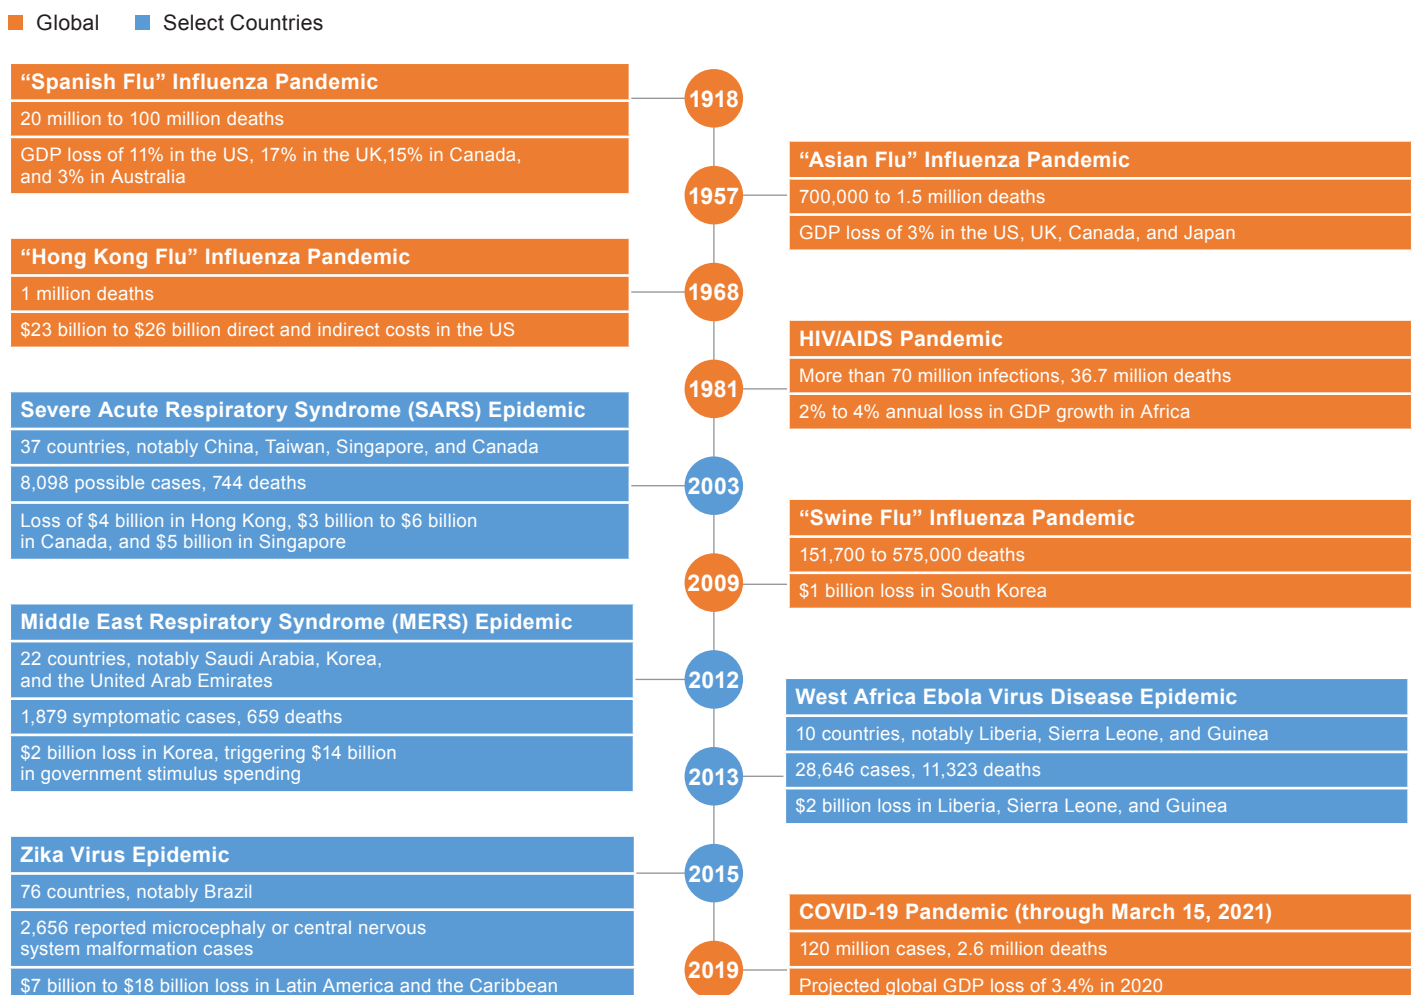 Global
Select Countries
“Spanish Flu” Influenza Pandemic
20 million to 100 million deaths
GDP loss of 11% in the US, 17% in the UK,15% in Canada,
and 3% in Australia
1918
1957
“Asian Flu” Influenza Pandemic
700,000 to 1.5 million deaths
GDP loss of 3% in the US, UK, Canada, and Japan
“Hong Kong Flu” Influenza Pandemic
1 million deaths
$23 billion to $26 billion direct and indirect costs in the US
1968
1981
HIV/AIDS Pandemic
More than 70 million infections, 36.7 million deaths
2% to 4% annual loss in GDP growth in Africa
Severe Acute Respiratory Syndrome (SARS) Epidemic
37 countries, notably China, Taiwan, Singapore, and Canada
8,098 possible cases, 744 deaths
Loss of $4 billion in Hong Kong, $3 billion to $6 billion
in Canada, and $5 billion in Singapore
2003
2009
“Swine Flu” Influenza Pandemic
151,700 to 575,000 deaths
$1 billion loss in South Korea
Middle East Respiratory Syndrome (MERS) Epidemic
22 countries, notably Saudi Arabia, Korea,
and the United Arab Emirates
1,879 symptomatic cases, 659 deaths
$2 billion loss in Korea, triggering $14 billion
in government stimulus spending
2012
2013
West Africa Ebola Virus Disease Epidemic
10 countries, notably Liberia, Sierra Leone, and Guinea
28,646 cases, 11,323 deaths
$2 billion loss in Liberia, Sierra Leone, and Guinea
Zika Virus Epidemic
76 countries, notably Brazil
2,656 reported microcephaly or central nervous
system malformation cases
$7 billion to $18 billion loss in Latin America and the Caribbean
2015
2019
COVID-19 Pandemic (through March 15, 2021)
120 million cases, 2.6 million deaths
Projected global GDP loss of 3.4% in 2020